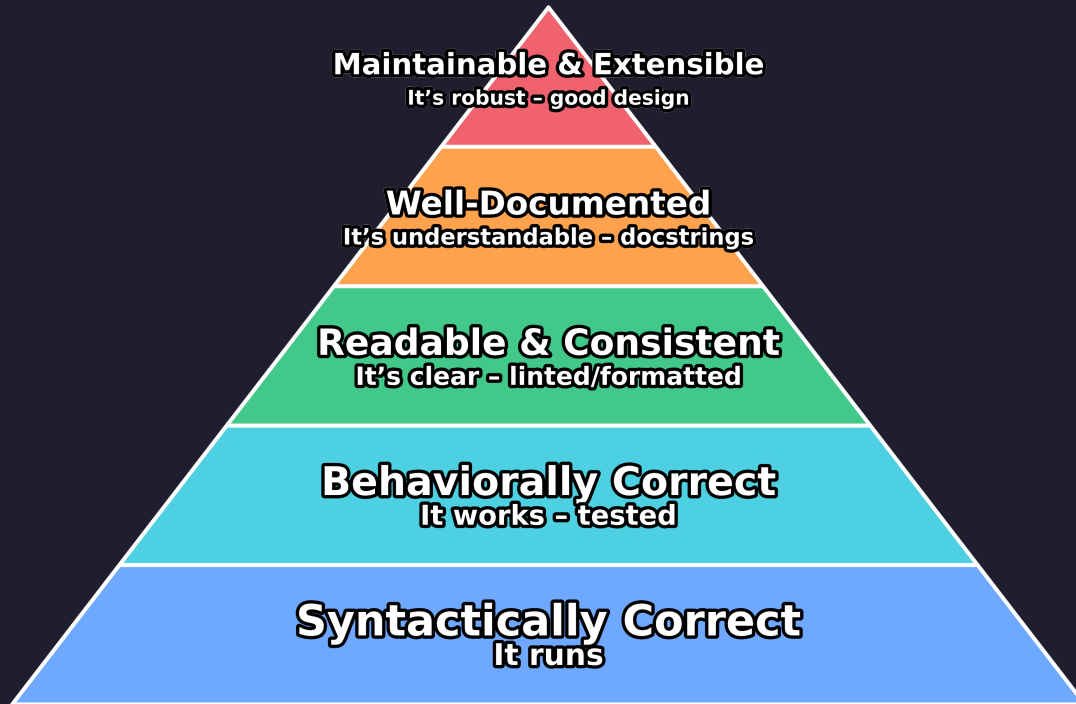 Maintainable & Extensible
It’s robust – good design
Well-Documented
It’s understandable – docstrings
Readable & Consistent
It’s clear – linted/formatted
Behaviorally Correct
It works – tested
Syntactically Correct
It runs